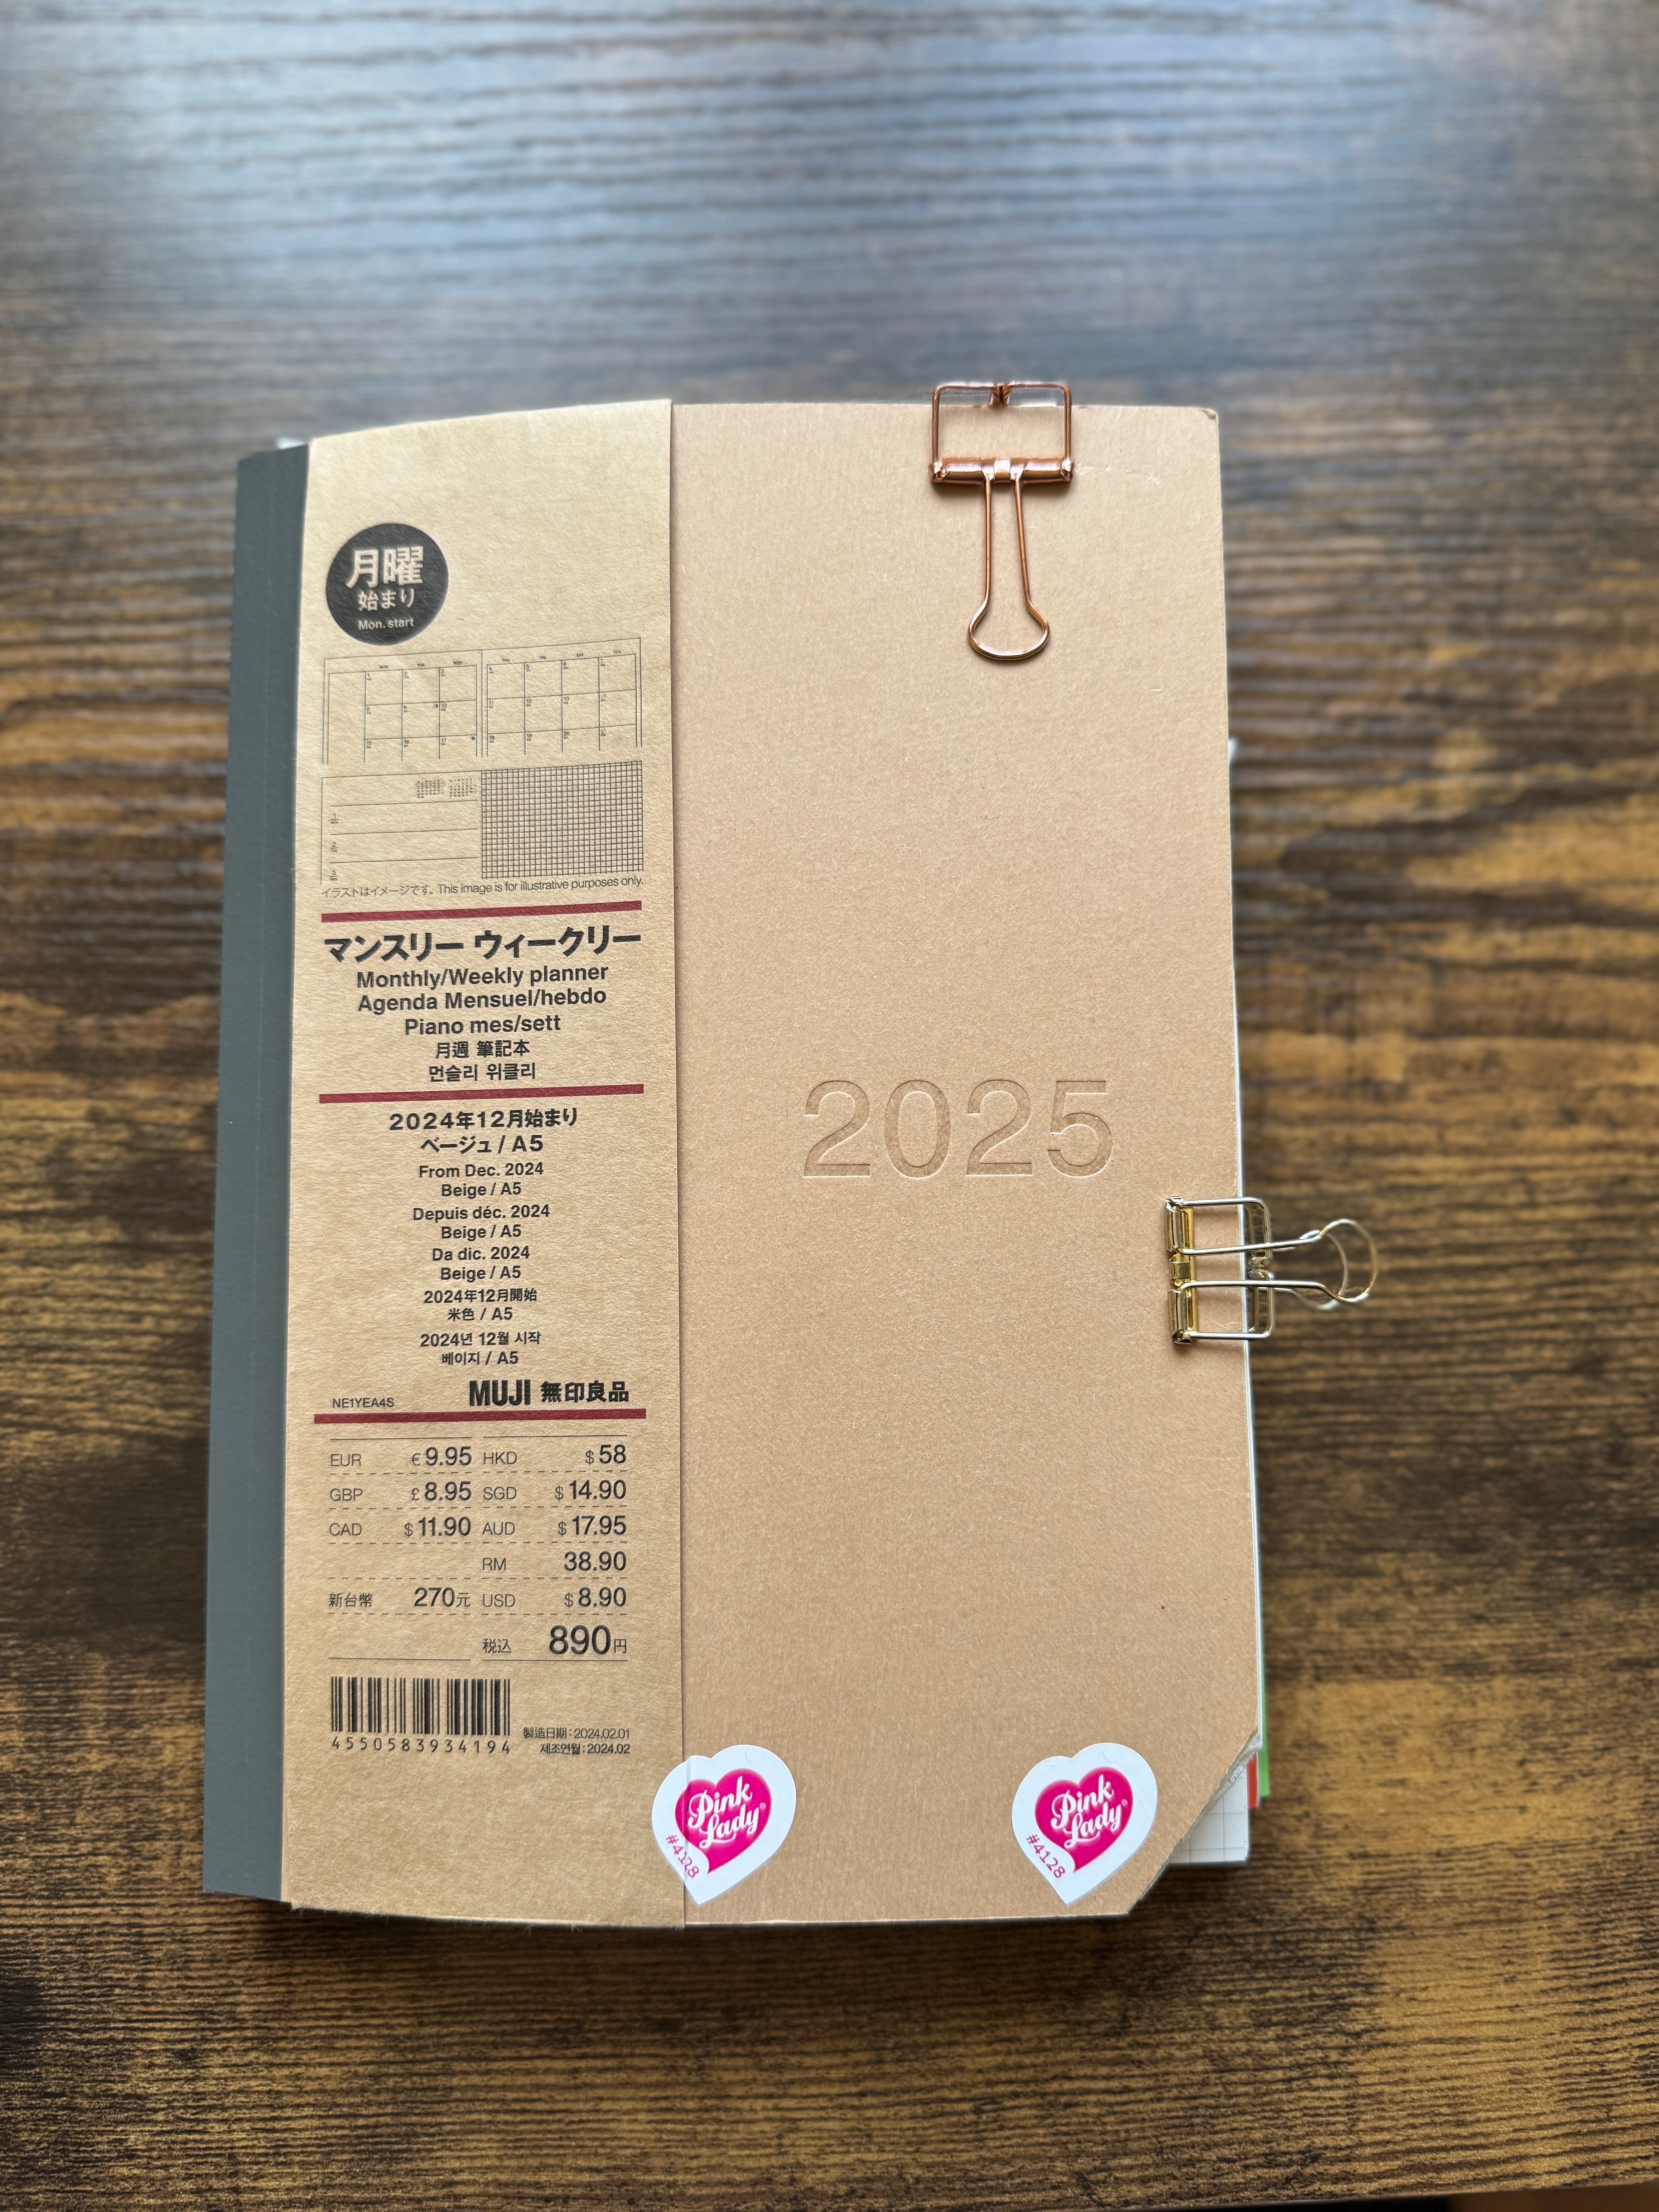 月曜
始まり
Mon. start
イラストはイメージです。This image is for illustrative purposes only.
マンスリー ウィークリー
Monthly/Weekly planner
Agenda Mensuel/hebdo
Piano mes/sett
月週 筆記本
먼슬리 위클리
2024年12月始まり
ベージュ / A5
From Dec. 2024
Beige / A5
Depuis déc. 2024
Beige / A5
Da dic. 2024
Beige / A5
2024年12月開始
米色 / A5
2024년 12월 시작
베이지 / A5
NE1YEA4S MUJI 無印良品
EUR € 9.95 HKD $ 58
GBP £ 8.95 SGD $ 14.90
CAD $ 11.90 AUD $ 17.95
RM 38.90
新台幣 270元 USD $ 8.90
税込 890円
4550583934194
製造日期：2024.02.01
제조연월：2024.02
2025
Pink
Lady®
#4128
Pink
Lady®
#4128